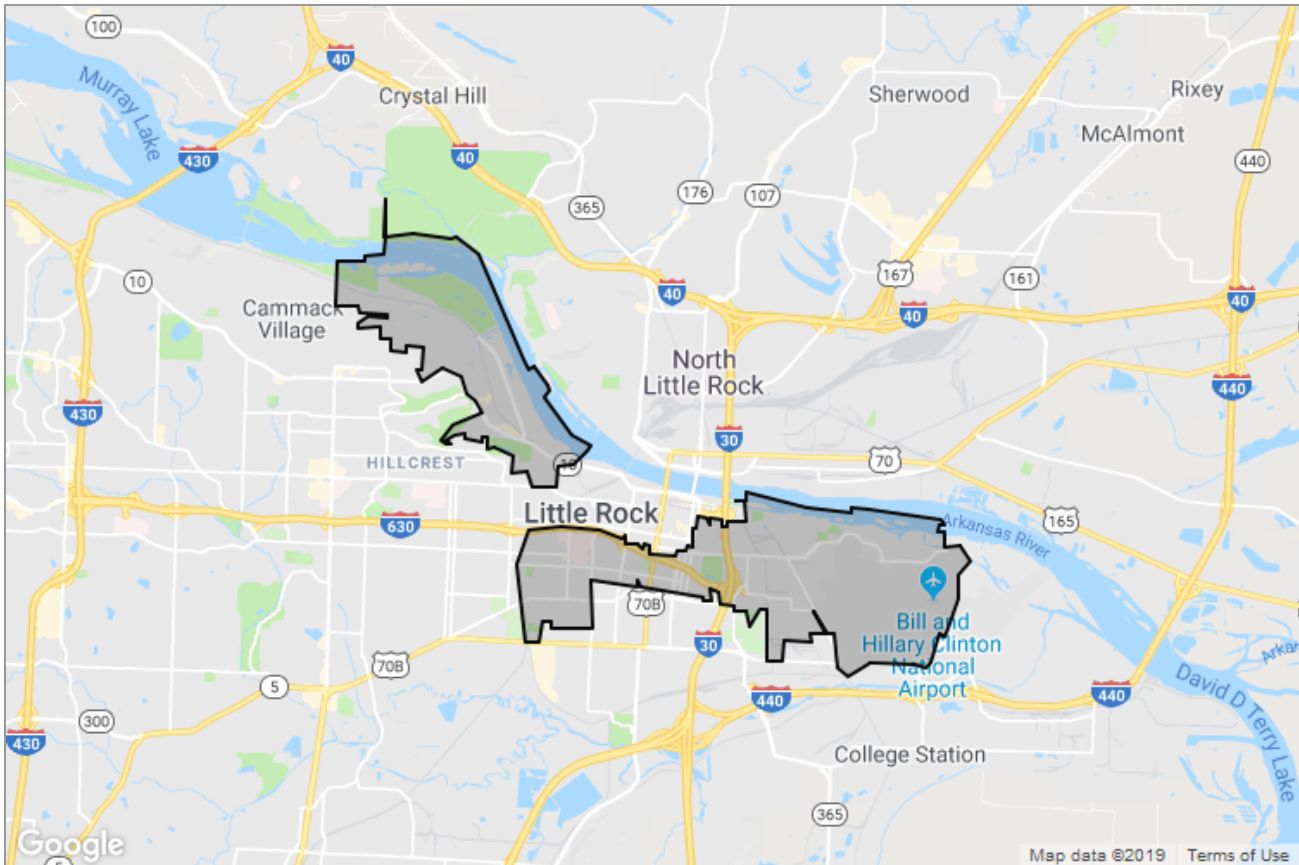 100
40
Murray Lake
Crystal Hill
Sherwood
Rixey
McAlmont
430
40
440
176
107
365
167
161
10
40
40
40
Cammack
Village
North
Little Rock
430
440
30
HILLCREST
10
70
Little Rock
630
Arkansas River
165
70B
Bill and
Hillary Clinton
National
Airport
30
70B
5
440
440
David D Terry Lake
300
430
College Station
365
Google
Map data ©2019
Terms of Use